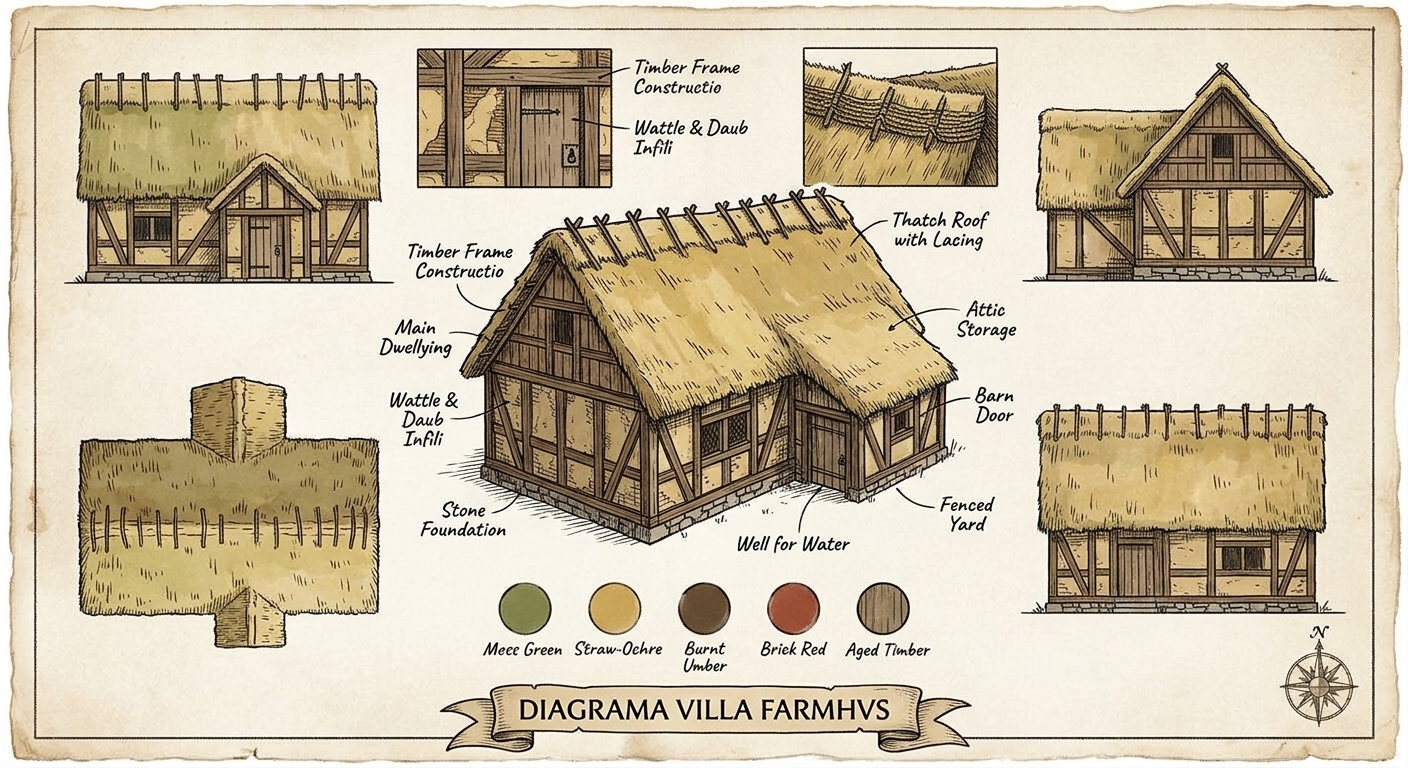 Timber Frame
Constructio
Wattle & Daub
Infili
Timber Frame
Constructio
Main
Dwellying
Wattle &
Daub
Infili
Stone
Foundation
Thatch Roof
with Lacing
Attic
Storage
Barn
Door
Fenced
Yard
Well for Water
Mecc Green
Straw-Ochre
Burnt
Umber
Brick Red
Aged Timber
N
DIAGRAMA VILLA FARMHVS